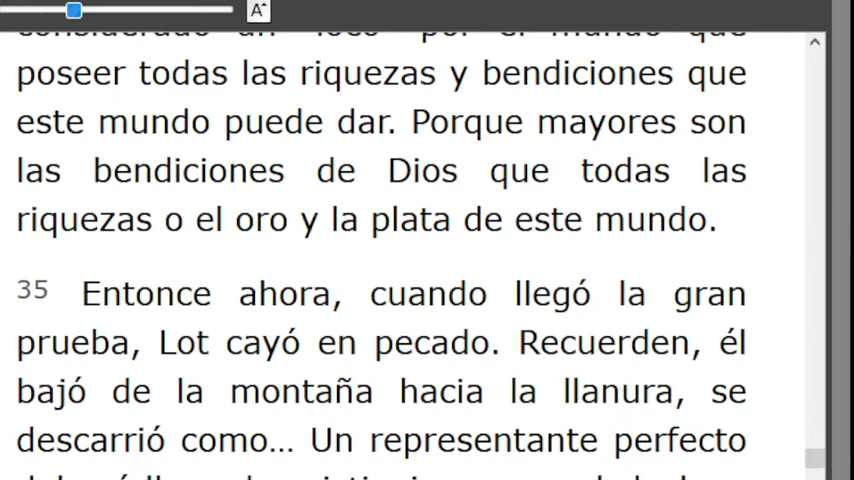 A
poseer todas las riquezas y bendiciones que
este mundo puede dar. Porque mayores son
las bendiciones de Dios que todas las
riquezas o el oro y la plata de este mundo.
35 Entonce ahora, cuando llegó la gran
prueba, Lot cayó en pecado. Recuerden, él
bajó de la montaña hacia la llanura, se
descarrió como... Un representante perfecto